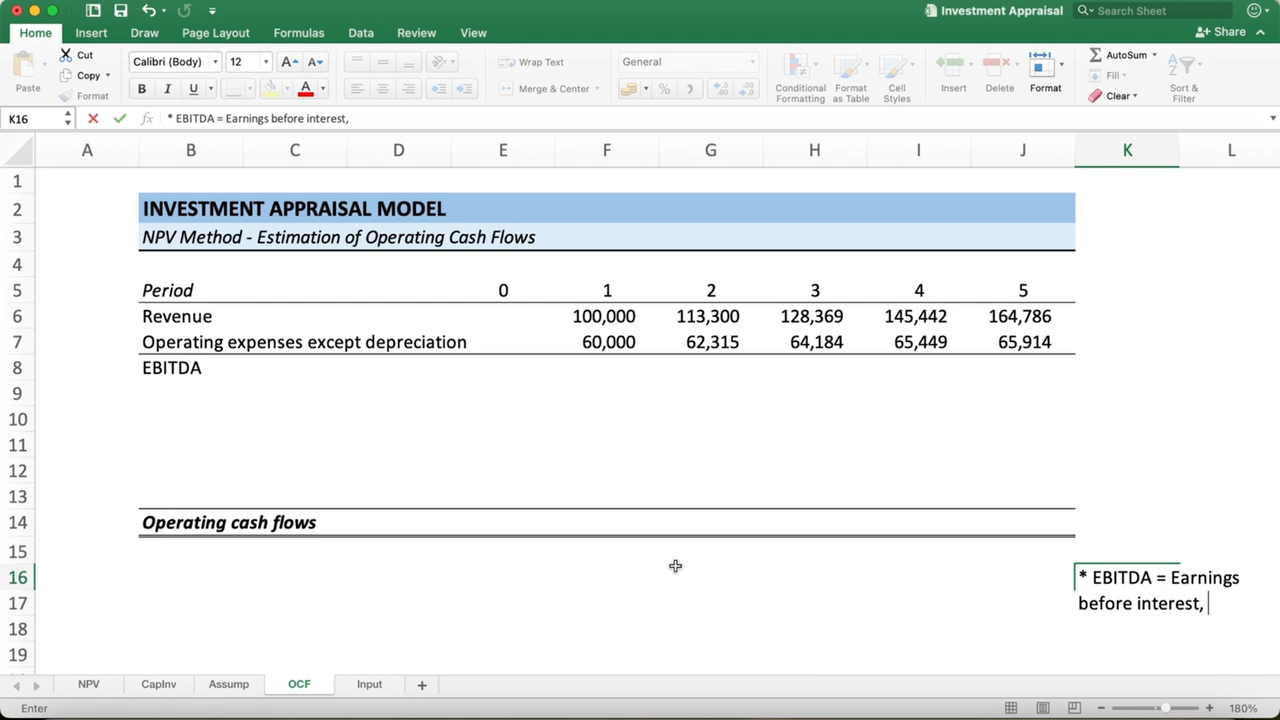 Investment Appraisal
Search Sheet
Home Insert Draw Page Layout Formulas Data Review View
Share
Paste
Cut
Copy
Format
Calibri (Body) 12 A A
B I U A
Wrap Text
Merge & Center
General
%
Conditional Formatting
Format as Table
Cell Styles
Insert Delete Format
AutoSum
Fill
Clear
Sort & Filter
K16 fx * EBITDA = Earnings before interest,
A B C D E F G H I J K L
1
2 INVESTMENT APPRAISAL MODEL
3 NPV Method - Estimation of Operating Cash Flows
4
5 Period 0 1 2 3 4 5
6 Revenue 100,000 113,300 128,369 145,442 164,786
7 Operating expenses except depreciation 60,000 62,315 64,184 65,449 65,914
8 EBITDA
9
10
11
12
13
14 Operating cash flows
15
16 * EBITDA = Earnings
17 before interest,
18
19
NPV CapInv Assump OCF Input +
Enter
180%